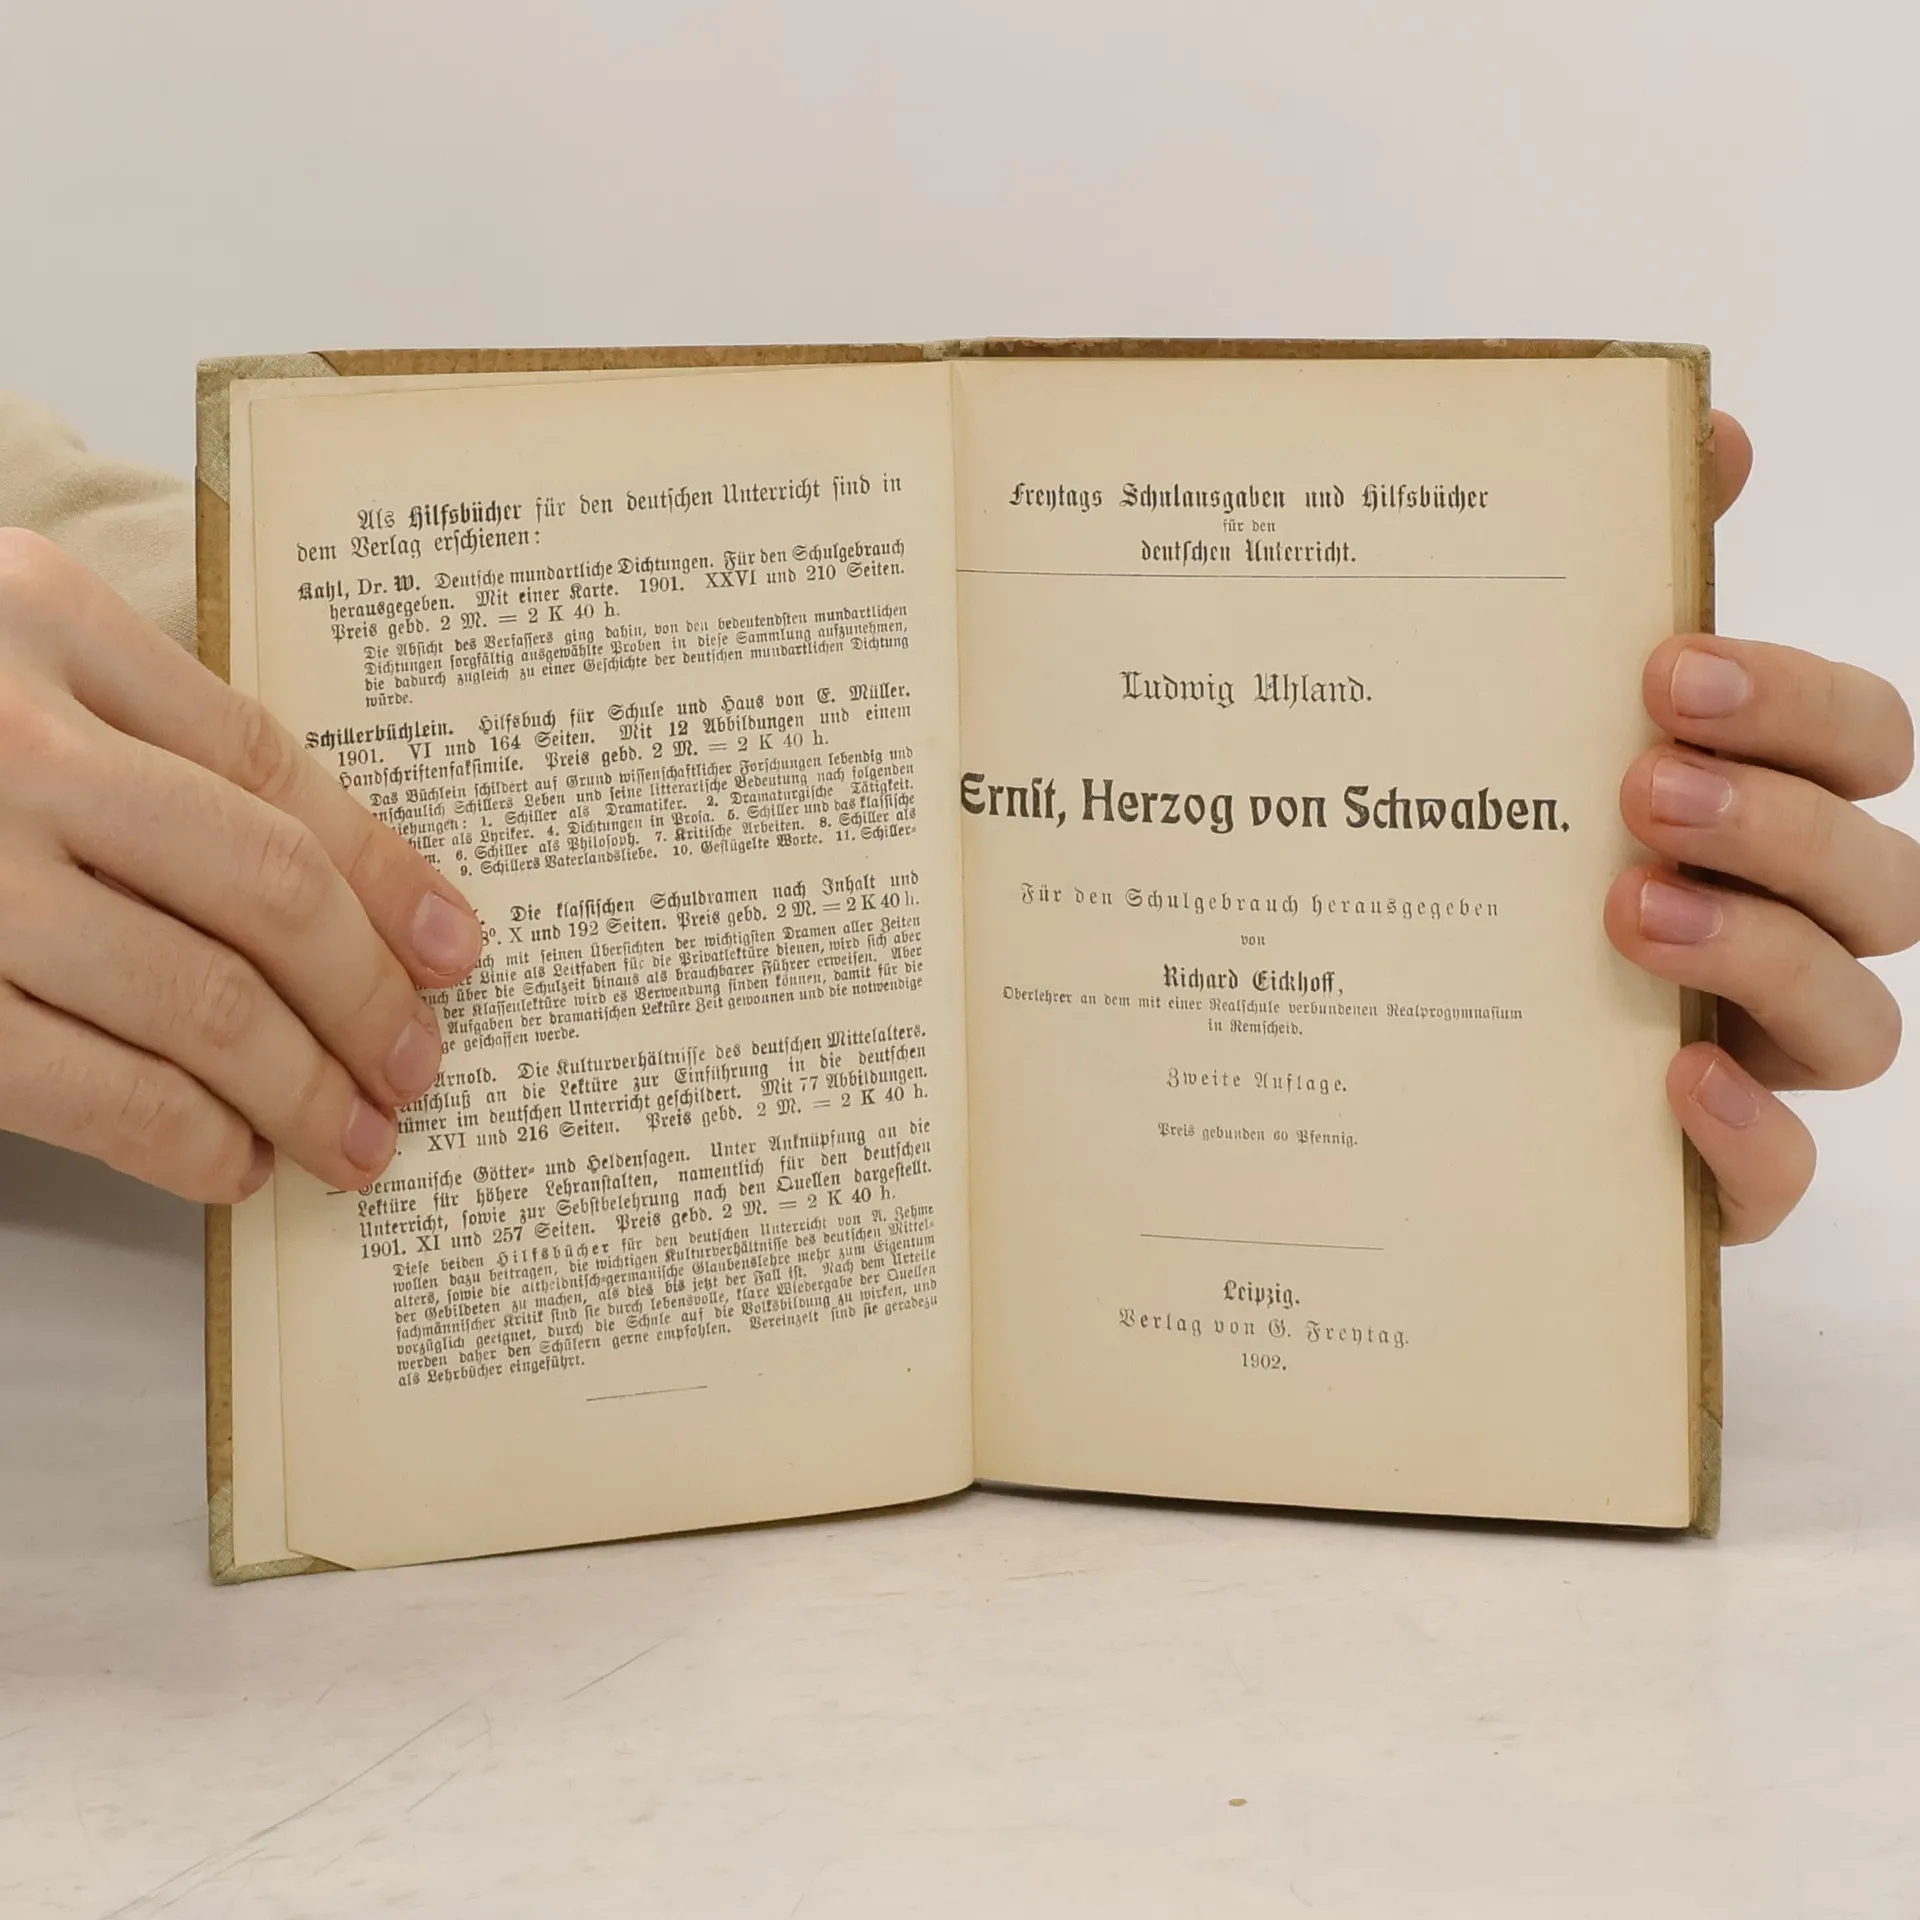 Als Hilfsbücher für den deutschen Unterricht sind in
dem Verlag erschienen:
Kahl, Dr. W. Deutsche mundartliche Dichtungen. Für den Schulgebrauch
herausgegeben. Mit einer Karte. 1901. XXVI und 210 Seiten.
Preis gebd. 2 M. = 2 K 40 h.
Die Absicht des Verfassers ging dahin, von den bedeutendsten mundartlichen
Dichtungen sorgfältig ausgewählte Proben in diese Sammlung aufzunehmen,
die dadurch zugleich zu einer Geschichte der deutschen mundartlichen Dichtung
würde.
Schillerbüchlein. Hilfsbuch für Schule und Haus von E. Müller.
1901. VI und 164 Seiten. Mit 12 Abbildungen und einem
Handschriftenfaksimile. Preis gebd. 2 M. = 2 K 40 h.
Das Büchlein schildert auf Grund wissenschaftlicher Forschungen lebendig und
anschaulich Schillers Leben und seine litterarische Bedeutung nach folgenden
iehungen: 1. Schiller als Dramatiker. 2. Dramaturgische Tätigkeit.
hiller als Lyriker. 4. Dichtungen in Prosa. 5. Schiller und das klassische
m. 6. Schiller als Philosoph. 7. Kritische Arbeiten. 8. Schiller als
9. Schillers Vaterlandsliebe. 10. Geflügelte Worte. 11. Schiller-
Die klassischen Schuldramen nach Inhalt und
8°. X und 192 Seiten. Preis gebd. 2 M. = 2 K 40 h.
ch mit seinen Übersichten der wichtigsten Dramen aller Zeiten
er Linie als Leitfaden für die Privatlektüre dienen, wird sich aber
auch über die Schulzeit hinaus als brauchbarer Führer erweisen. Aber
der Klassenlektüre wird es Verwendung finden können, damit für die
Aufgaben der dramatischen Lektüre Zeit gewonnen und die notwendige
ge geschaffen werde.
Arnold. Die Kulturverhältnisse des deutschen Mittelalters.
Anschluß an die Lektüre zur Einführung in die deutschen
tümer im deutschen Unterricht geschildert. Mit 77 Abbildungen.
XVI und 216 Seiten. Preis gebd. 2 M. = 2 K 40 h.
— Germanische Götter- und Heldensagen. Unter Anknüpfung an die
Lektüre für höhere Lehranstalten, namentlich für den deutschen
Unterricht, sowie zur Sebstbelehrung nach den Quellen dargestellt.
1901. XI und 257 Seiten. Preis gebd. 2 M. = 2 K 40 h.
Diese beiden Hilfsbücher für den deutschen Unterricht von A. Zehme
wollen dazu beitragen, die wichtigen Kulturverhältnisse des deutschen Mittel-
alters, sowie die altheidnisch-germanische Glaubenslehre mehr zum Eigentum
der Gebildeten zu machen, als dies bis jetzt der Fall ist. Nach dem Urteile
fachmännischer Kritik sind sie durch lebensvolle, klare Wiedergabe der Quellen
vorzüglich geeignet, durch die Schule auf die Volksbildung zu wirken, und
werden daher den Schülern gerne empfohlen. Vereinzelt sind sie geradezu
als Lehrbücher eingeführt.
Freytags Schulausgaben und Hilfsbücher
für den
deutschen Unterricht.
Ludwig Uhland.
Ernst, Herzog von Schwaben.
Für den Schulgebrauch herausgegeben
von
Richard Eickhoff,
Oberlehrer an dem mit einer Realschule verbundenen Realprogymnasium
in Remscheid.
Zweite Auflage.
Preis gebunden 60 Pfennig.
Leipzig.
Verlag von G. Freytag.
1902.